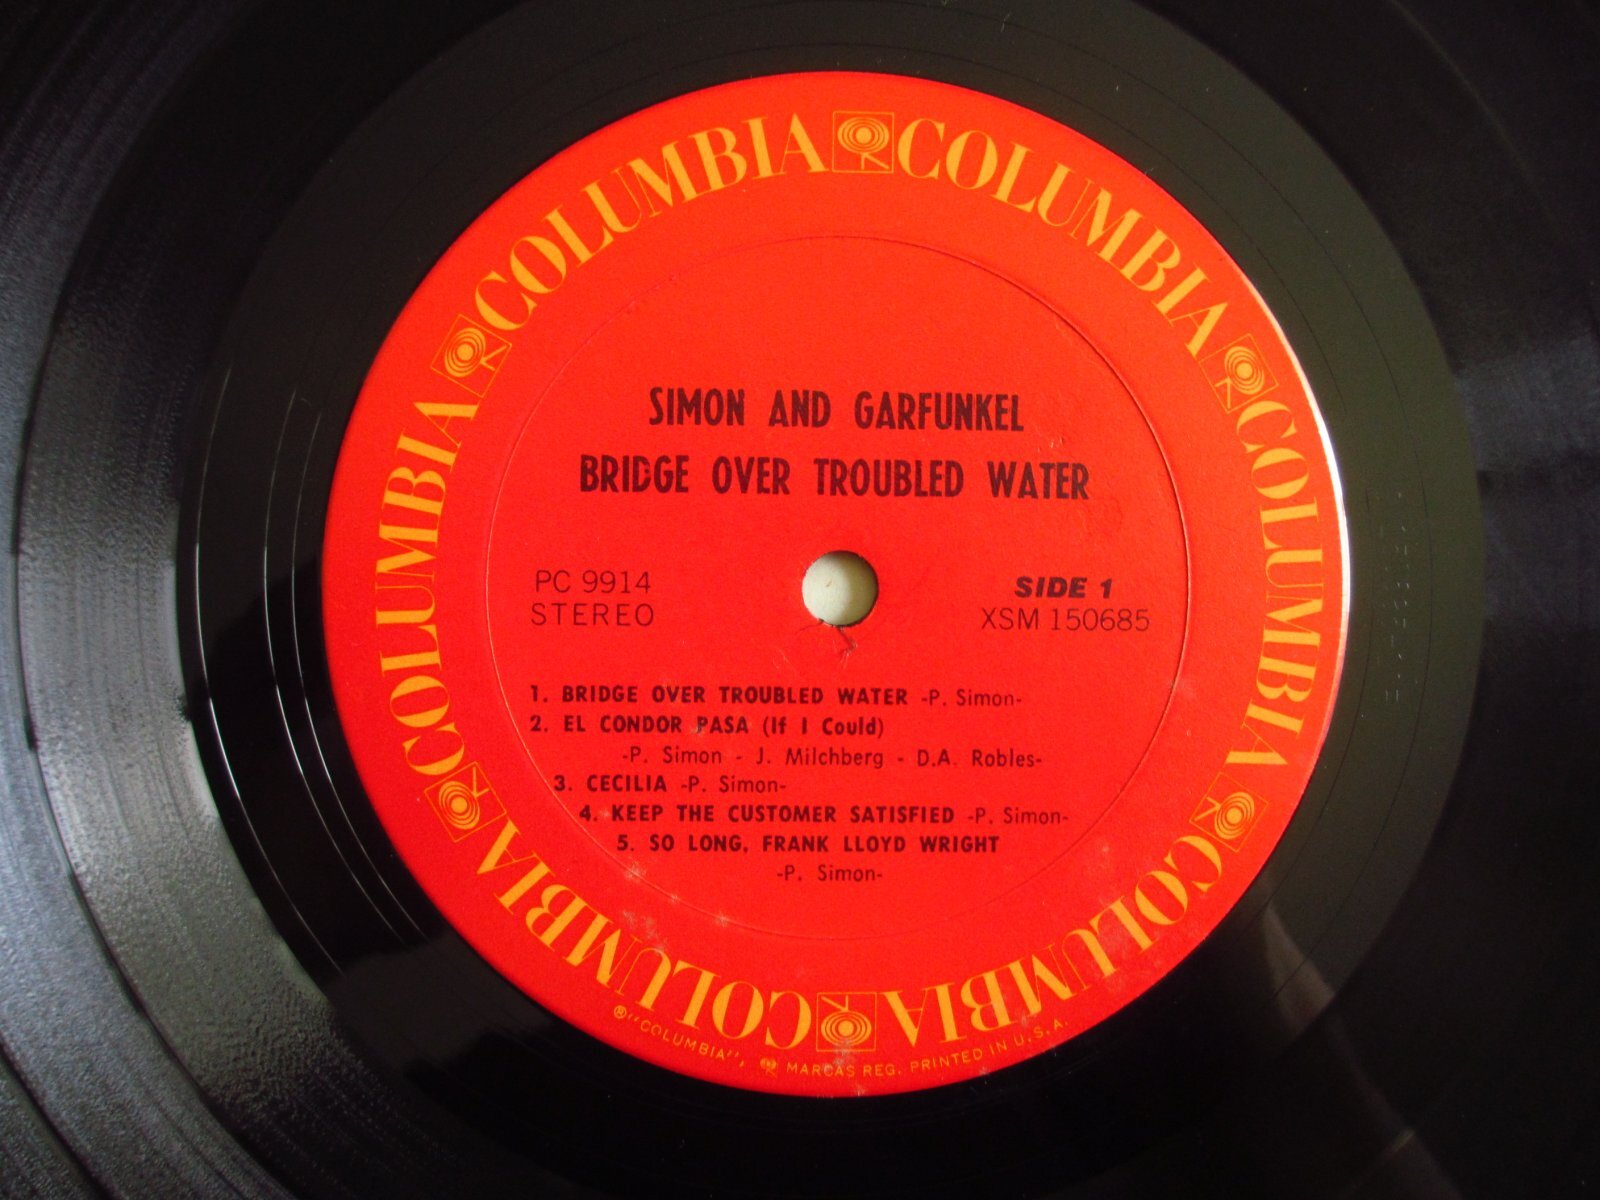 COLUMBIA COLUMBIA COLUMBIA COLUMBIA COLUMBIA COLUMBIA
SIMON AND GARFUNKEL
BRIDGE OVER TROUBLED WATER
PC 9914
STEREO
SIDE 1
XSM 150685
1. BRIDGE OVER TROUBLED WATER -P. Simon-
2. EL CONDOR PASA (If I Could)
-P. Simon - J. Milchberg - D.A. Robles-
3. CECILIA -P. Simon-
4. KEEP THE CUSTOMER SATISFIED -P. Simon-
5. SO LONG, FRANK LLOYD WRIGHT
-P. Simon-
®"COLUMBIA", MARCAS REG. PRINTED IN U.S.A.